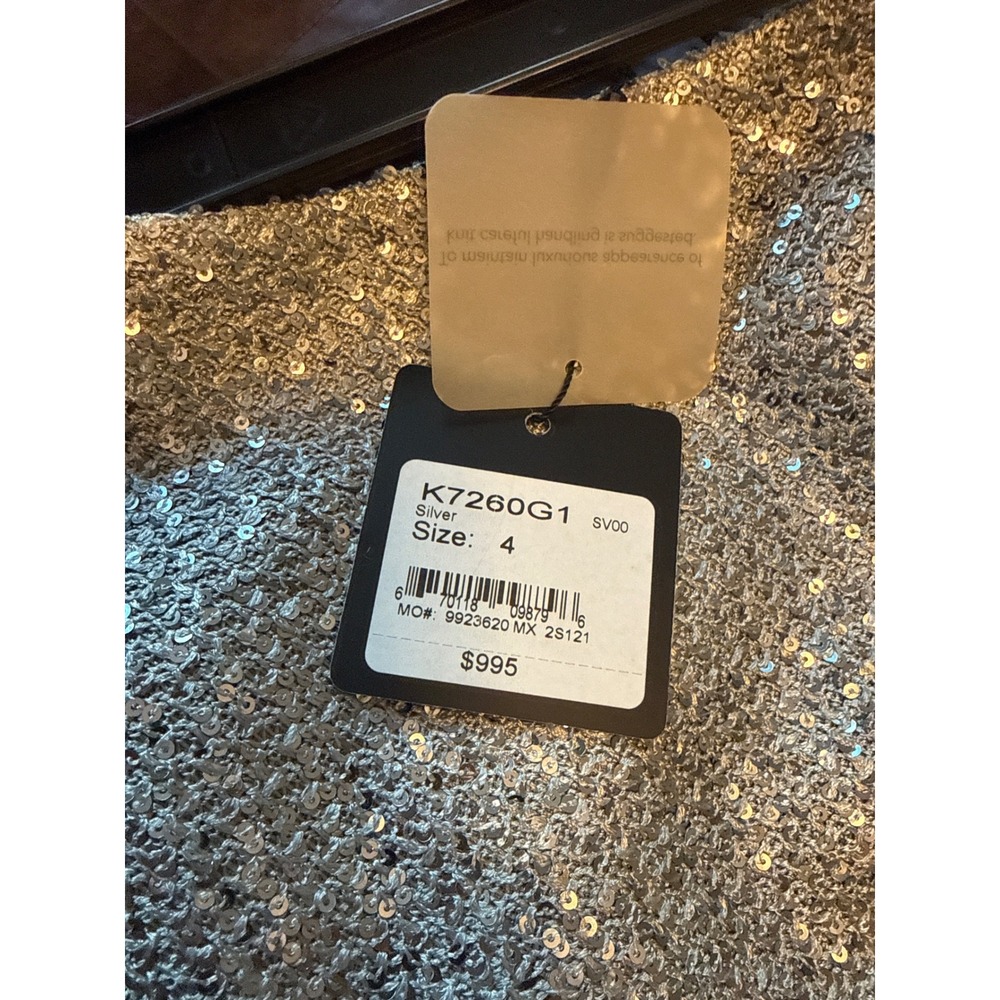 To maintain luxurious appearance of
knit careful handling is suggested.
K7260G1 SV00
Silver
Size: 4
6 70118 09879 6
MO#: 9923620 MX 2S121
$995